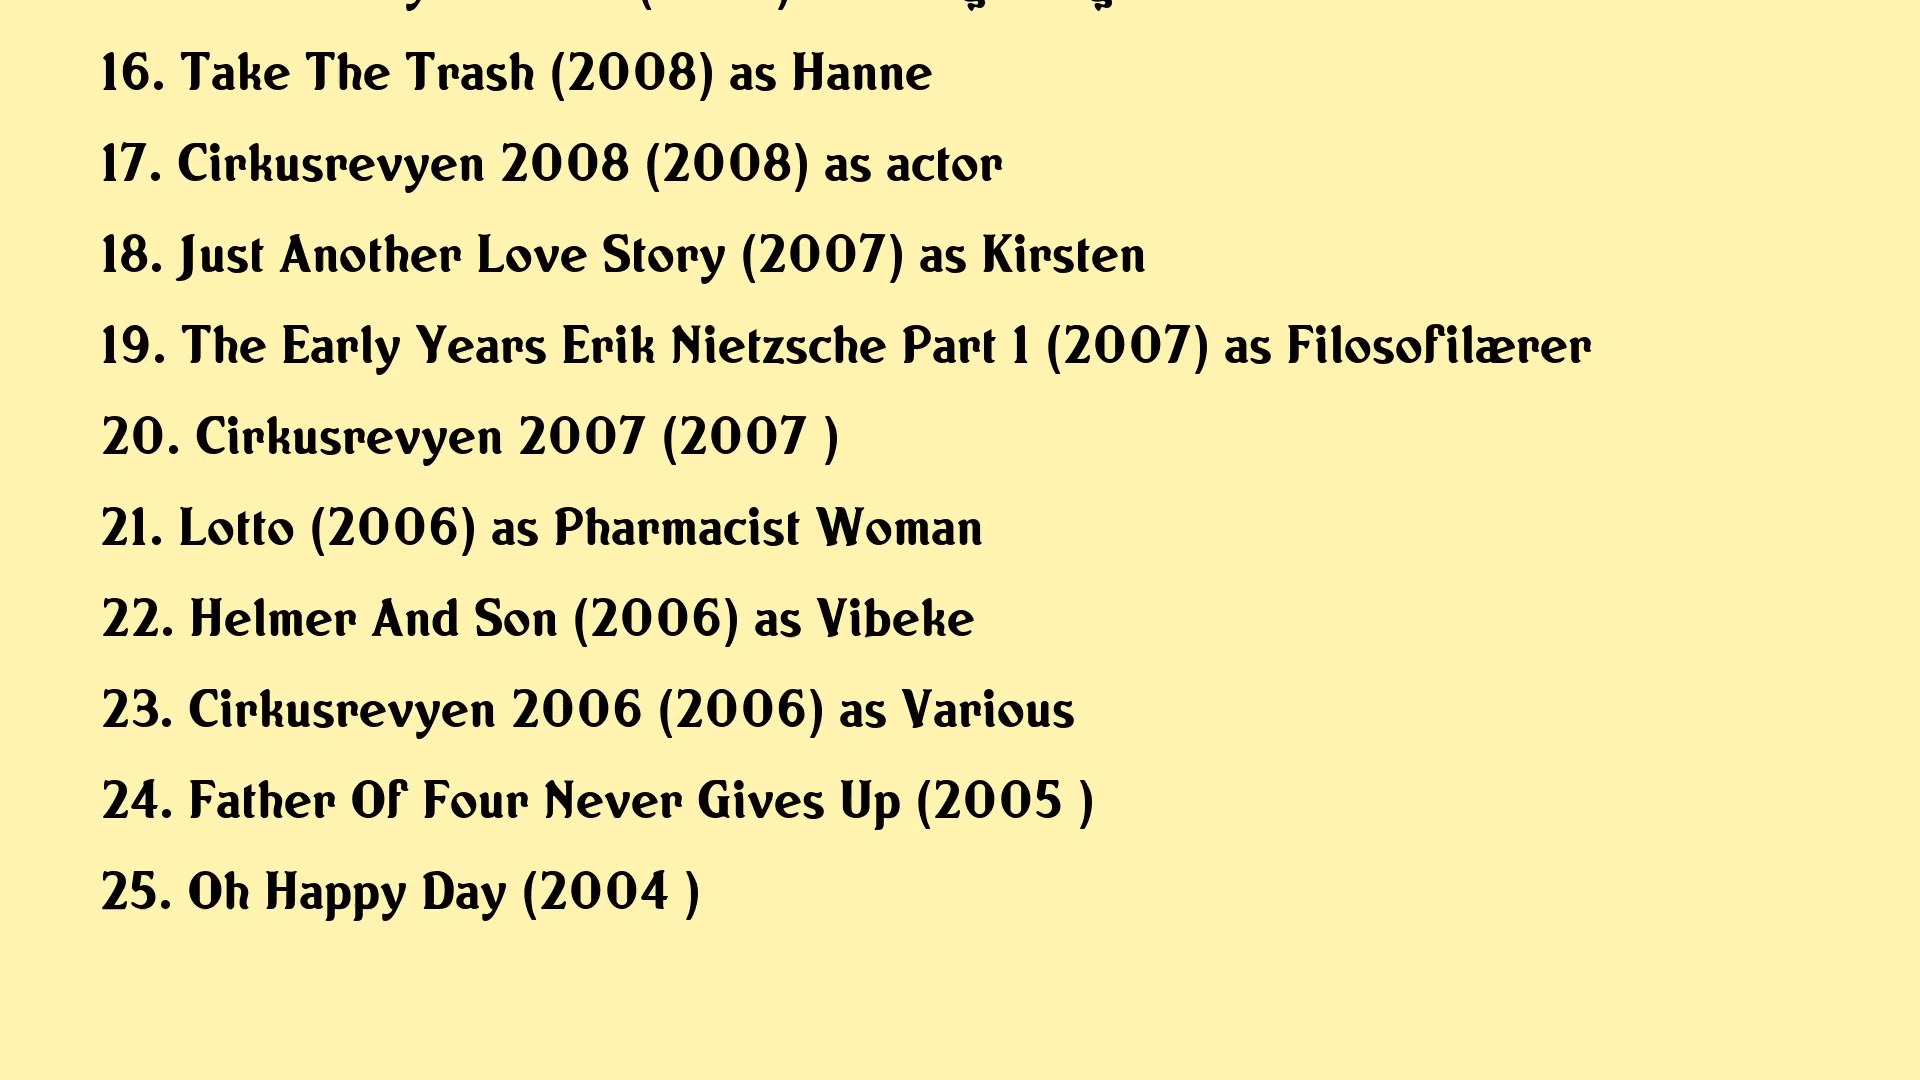 16. Take The Trash (2008) as Hanne
17. Cirkusrevyen 2008 (2008) as actor
18. Just Another Love Story (2007) as Kirsten
19. The Early Years Erik Nietzsche Part 1 (2007) as Filosofilærer
20. Cirkusrevyen 2007 (2007 )
21. Lotto (2006) as Pharmacist Woman
22. Helmer And Son (2006) as Vibeke
23. Cirkusrevyen 2006 (2006) as Various
24. Father Of Four Never Gives Up (2005 )
25. Oh Happy Day (2004 )